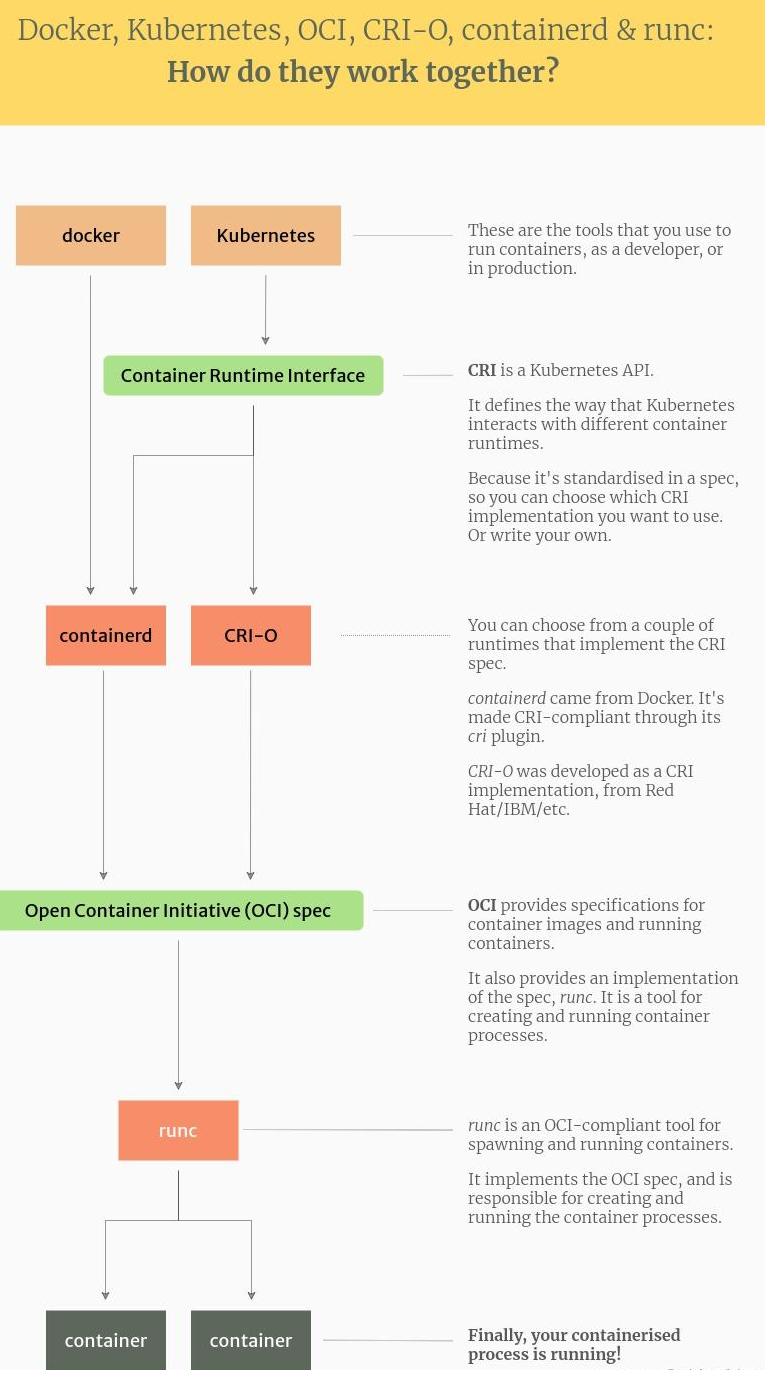 Docker, Kubernetes, OCI, CRI-O, containerd & runc:
How do they work together?
docker
Kubernetes
These are the tools that you use to
run containers, as a developer, or
in production.
Container Runtime Interface
CRI is a Kubernetes API.
It defines the way that Kubernetes
interacts with different container
runtimes.
Because it's standardised in a spec,
so you can choose which CRI
implementation you want to use.
Or write your own.
containerd
CRI-O
You can choose from a couple of
runtimes that implement the CRI
spec.
containerd came from Docker. It's
made CRI-compliant through its
cri plugin.
CRI-O was developed as a CRI
implementation, from Red
Hat/IBM/etc.
Open Container Initiative (OCI) spec
OCI provides specifications for
container images and running
containers.
It also provides an implementation
of the spec, runc. It is a tool for
creating and running container
processes.
runc
runc is an OCI-compliant tool for
spawning and running containers.
It implements the OCI spec, and is
responsible for creating and
running the container processes.
container
container
Finally, your containerised
process is running!